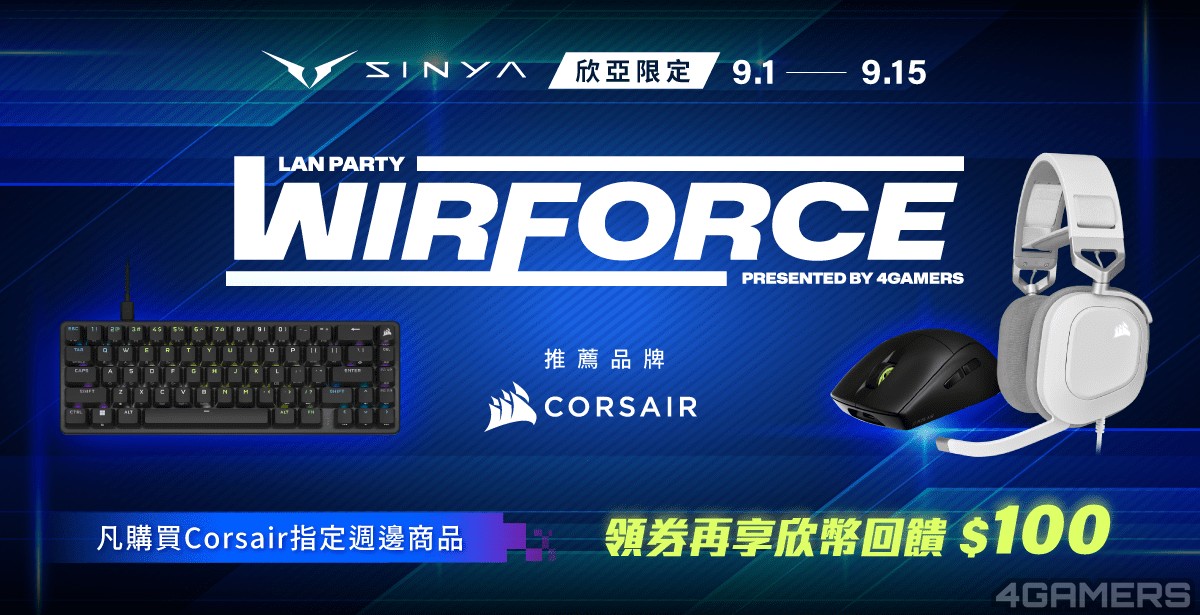 SINYA 欣亞限定 9.1 — 9.15
LAN PARTY
WIRFORCE
PRESENTED BY 4GAMERS
推薦品牌
CORSAIR
凡購買Corsair指定週邊商品
領券再享欣幣回饋 $100
4GAMERS